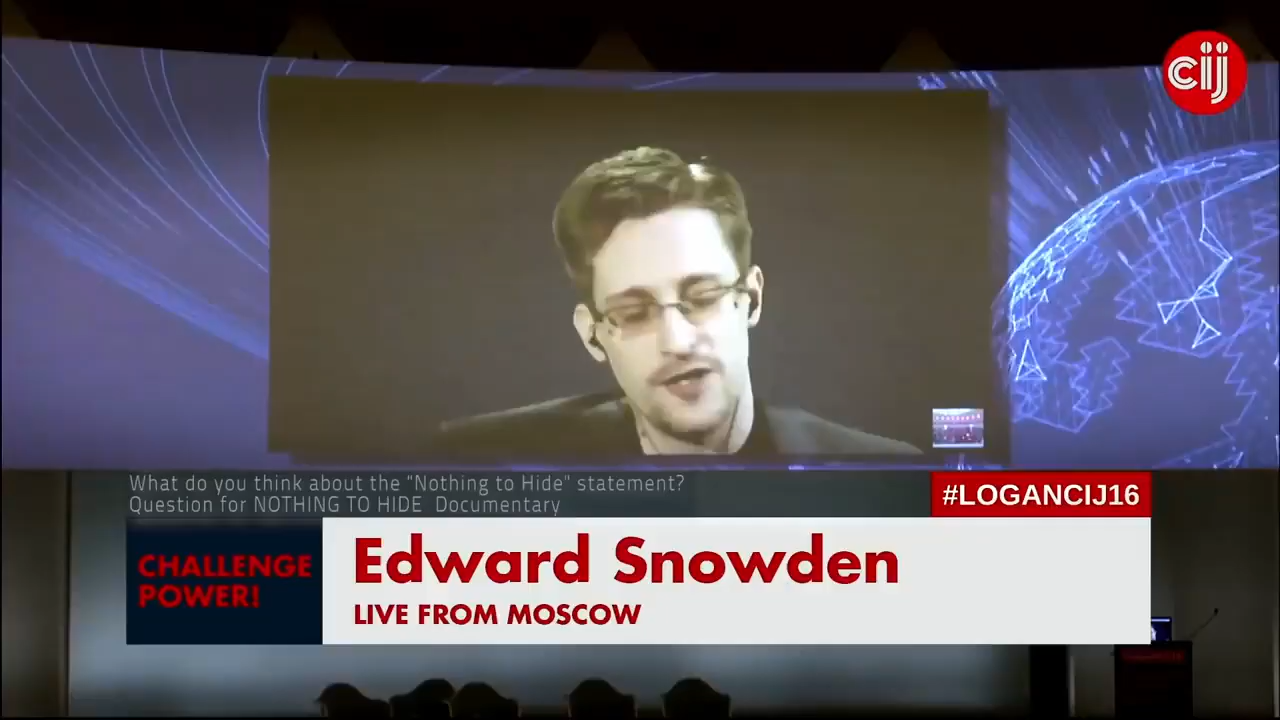 cij
What do you think about the "Nothing to Hide" statement?
Question for NOTHING TO HIDE Documentary
#LOGANCIJ16
CHALLENGE
POWER!
Edward Snowden
LIVE FROM MOSCOW